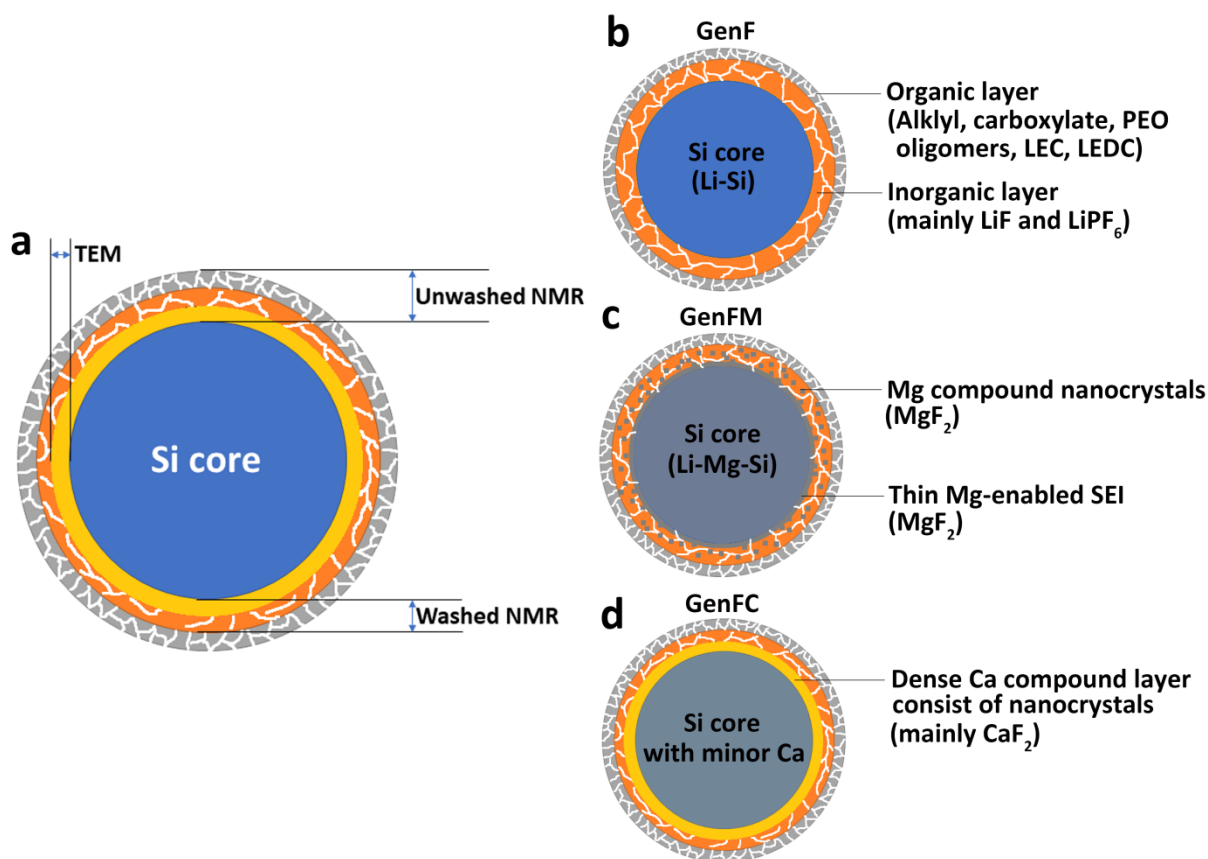 a
TEM
Unwashed NMR
Si core
Washed NMR
b
GenF
Si core
(Li-Si)
Organic layer
(Alklyl, carboxylate, PEO
oligomers, LEC, LEDC)
Inorganic layer
(mainly LiF and LiPF₆)
c
GenFM
Si core
(Li-Mg-Si)
Mg compound nanocrystals
(MgF₂)
Thin Mg-enabled SEI
(MgF₂)
d
GenFC
Si core
with minor Ca
Dense Ca compound layer
consist of nanocrystals
(mainly CaF₂)